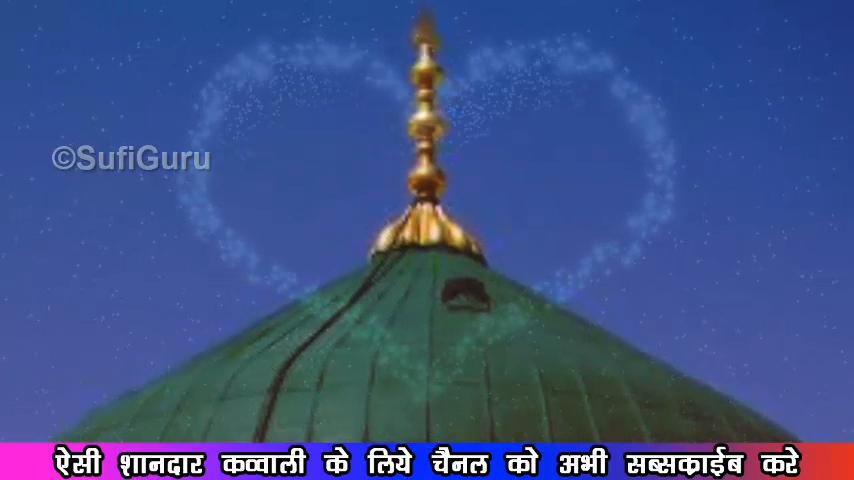 ©SufiGuru
ऐसी शानदार कव्वाली के लिये चैनल को अभी सब्सक्राईब करे